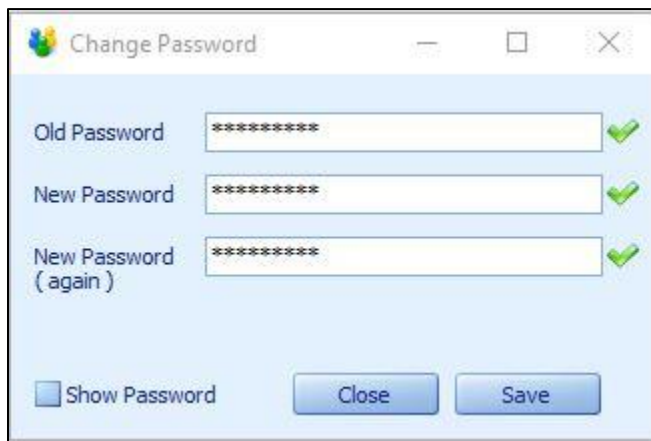 Change Password
Old Password *********
New Password *********
New Password *********
( again )
Show Password Close Save